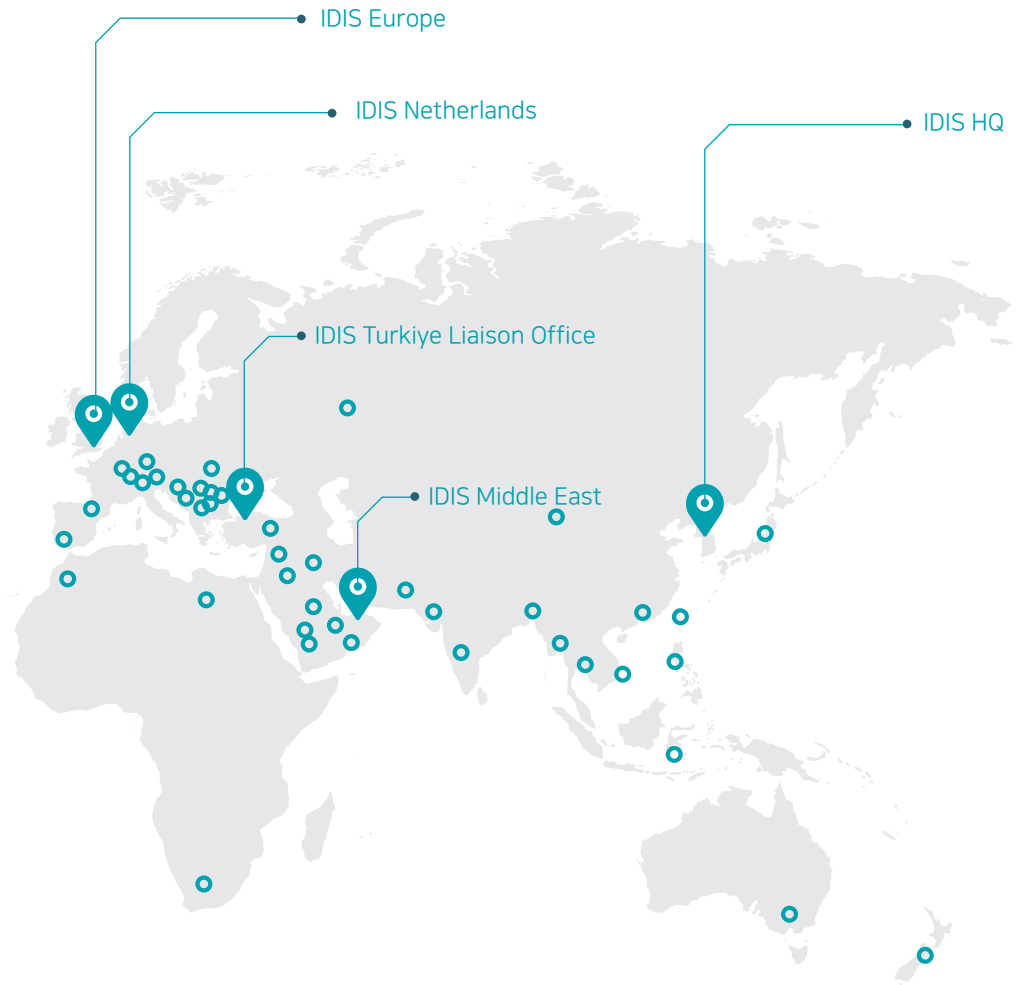 IDIS Europe
IDIS Netherlands
IDIS HQ
IDIS Turkiye Liaison Office
IDIS Middle East